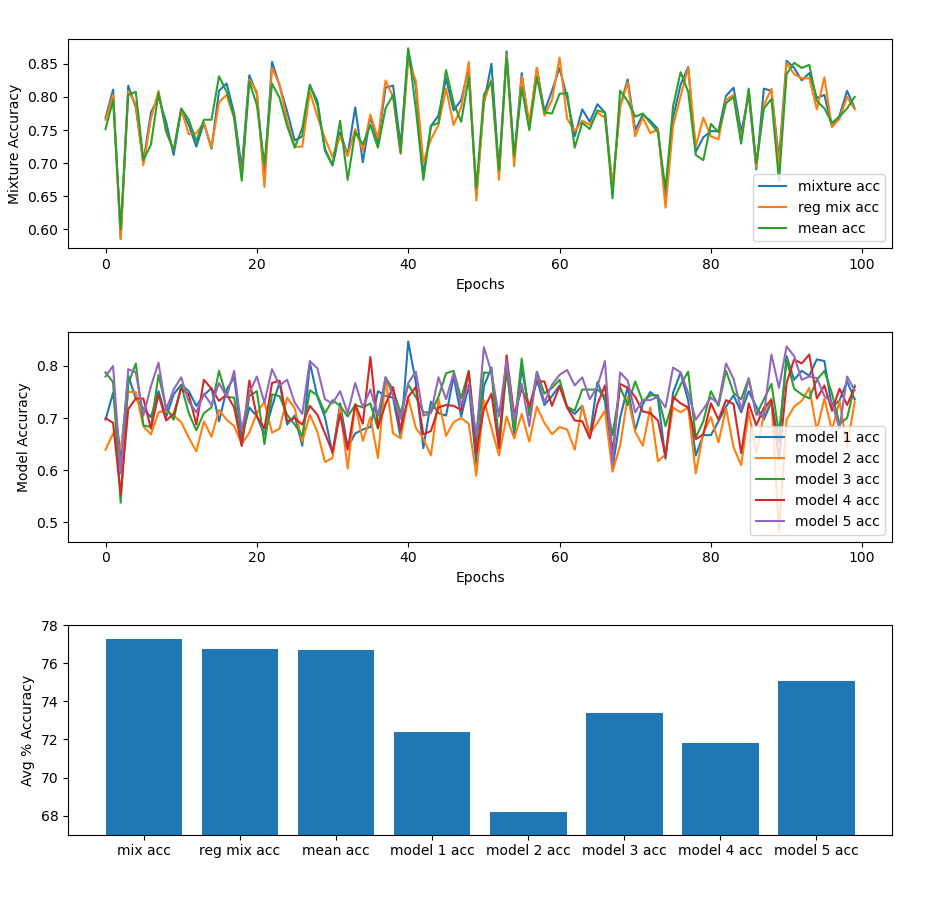 Mixture Accuracy
0.85
0.80
0.75
0.70
0.65
0.60
mixture acc
reg mix acc
mean acc
0 20 40 60 80 100
Epochs
Model Accuracy
0.8
0.7
0.6
0.5
model 1 acc
model 2 acc
model 3 acc
model 4 acc
model 5 acc
0 20 40 60 80 100
Epochs
Avg % Accuracy
78
76
74
72
70
68
mix acc reg mix acc mean acc model 1 acc model 2 acc model 3 acc model 4 acc model 5 acc